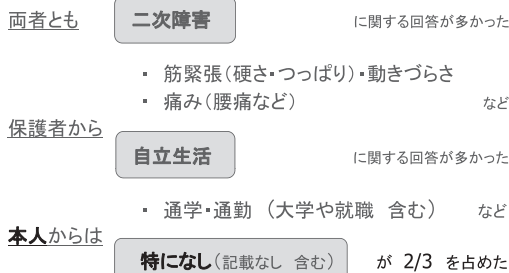 両者とも 二次障害 に関する回答が多かった
・ 筋緊張(硬さ・つっぱり)・動きづらさ
・ 痛み(腰痛など) など
保護者から
自立生活 に関する回答が多かった
・ 通学・通勤 (大学や就職 含む) など
本人からは
特になし(記載なし 含む) が 2/3 を占めた